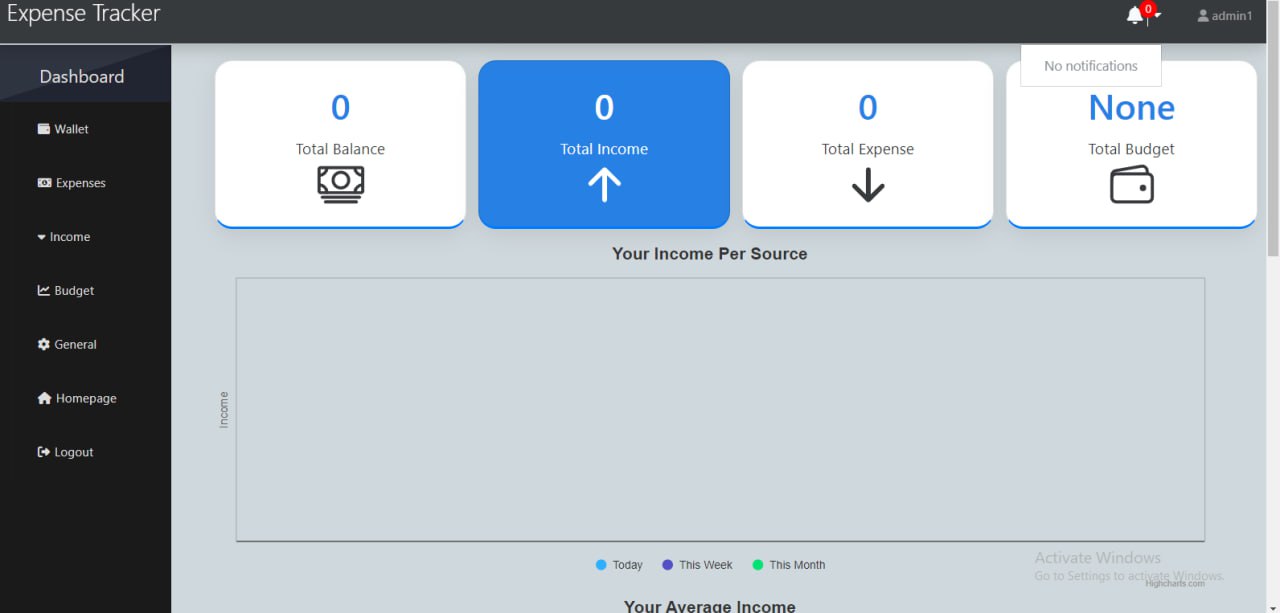 Expense Tracker
0
admin1
Dashboard
No notifications
Wallet
Expenses
Income
Budget
General
Homepage
Logout
0
Total Balance
0
Total Income
0
Total Expense
None
Total Budget
Your Income Per Source
Income
Today
This Week
This Month
Activate Windows
Go to Settings to activate Windows.
Highcharts.com
Your Average Income